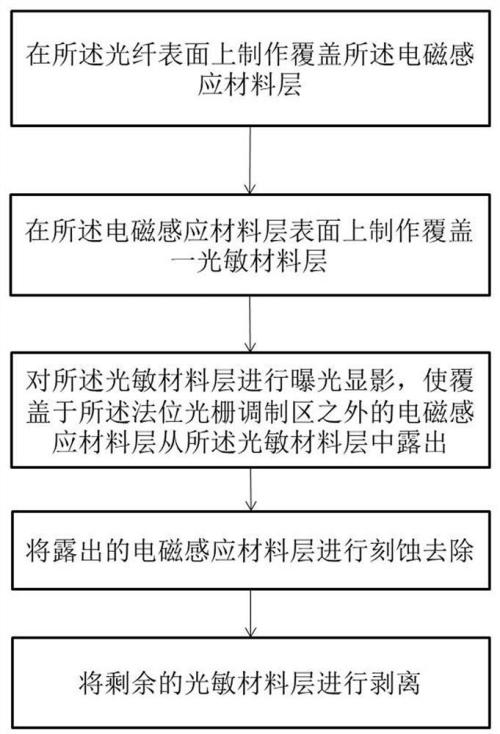 在所述光纤表面上制作覆盖所述电磁感
应材料层
在所述电磁感应材料层表面上制作覆盖
一光敏材料层
对所述光敏材料层进行曝光显影，使覆
盖于所述法位光栅调制区之外的电磁感
应材料层从所述光敏材料层中露出
将露出的电磁感应材料层进行刻蚀去除
将剩余的光敏材料层进行剥离